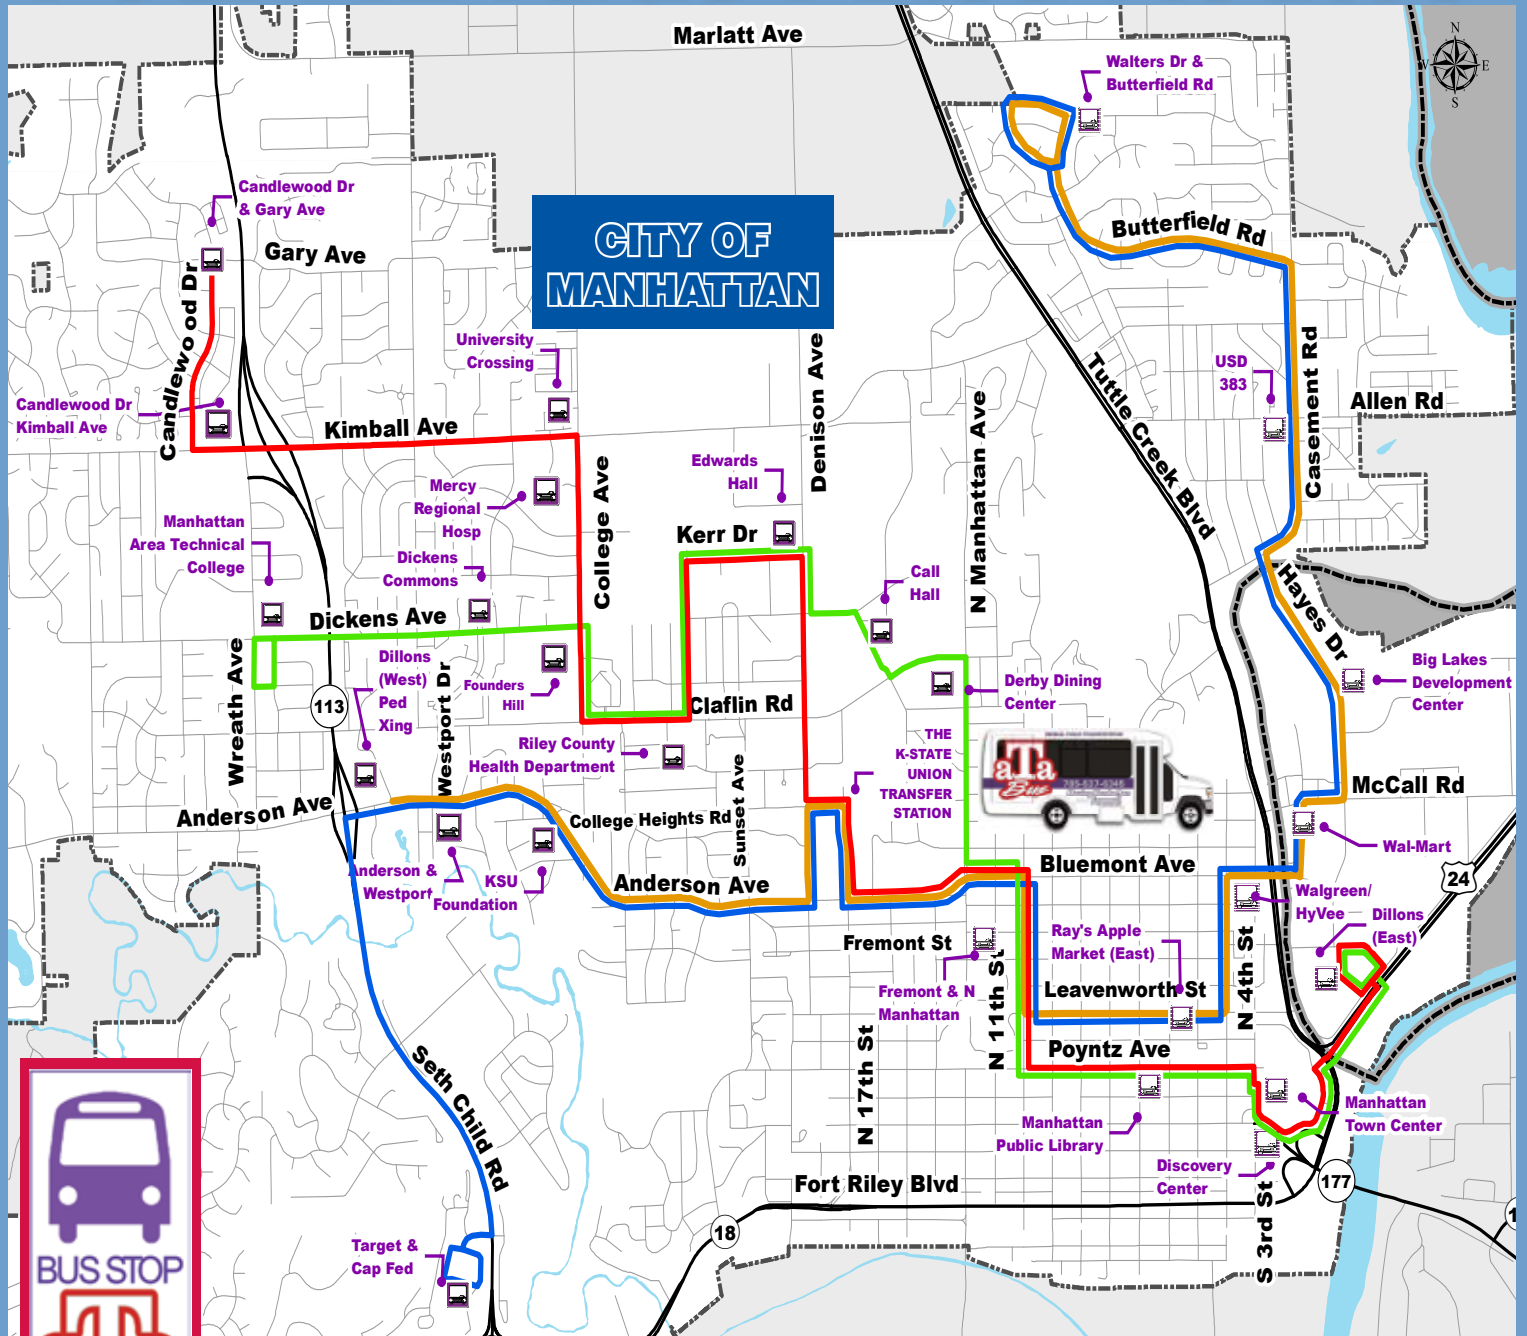 Marlatt Ave
N
W
E
S
Walters Dr &
Butterfield Rd
Candlewood Dr
& Gary Ave
Gary Ave
CITY OF
MANHATTAN
Butterfield Rd
Candlewood Dr
University
Crossing
Denison Ave
Tuttle Creek Blvd
USD
383
Casement Rd
Allen Rd
Candlewood Dr
Kimball Ave
Kimball Ave
N Manhattan Ave
College Ave
Edwards
Hall
Mercy
Regional
Hosp
Manhattan
Area Technical
College
Kerr Dr
Dickens
Commons
Call
Hall
Hayes Dr
Dickens Ave
Wreath Ave
Dillons
(West)
Ped
Xing
Westport Dr
Founders
Hill
Big Lakes
Development
Center
Derby Dining
Center
113
Claflin Rd
Riley County
Health Department
Sunset Ave
THE
K-STATE
UNION
TRANSFER
STATION
aTa
Bus
McCall Rd
Anderson Ave
College Heights Rd
Wal-Mart
Bluemont Ave
24
Anderson &
Westport
KSU
Foundation
Anderson Ave
Walgreen/
HyVee
Dillons
(East)
Fremont St
Ray's Apple
Market (East)
N 4th St
N 11th St
Fremont & N
Manhattan
Leavenworth St
N 17th St
Poyntz Ave
Seth Child Rd
Manhattan
Town Center
Manhattan
Public Library
Discovery
Center
177
Fort Riley Blvd
S 3rd St
18
Target &
Cap Fed
BUS STOP